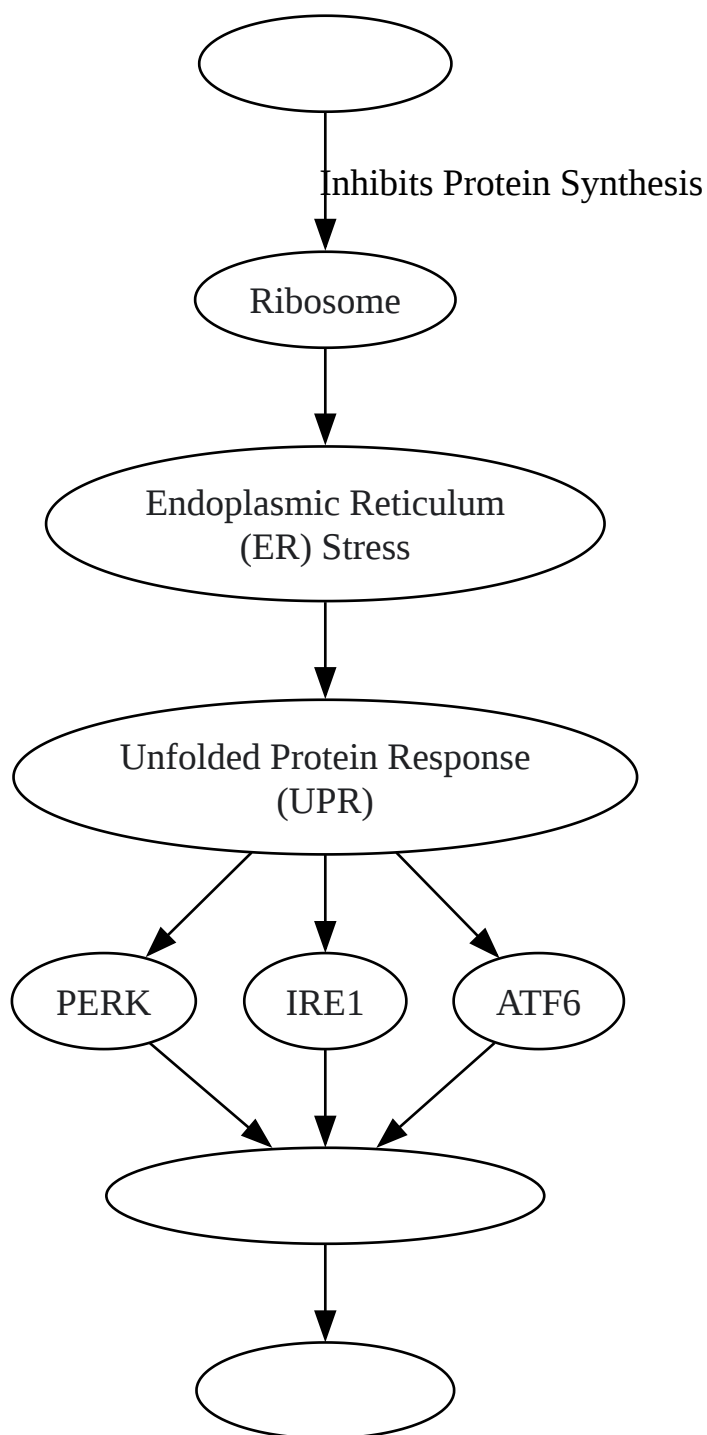 Inhibits Protein Synthesis
Ribosome
Endoplasmic Reticulum
(ER) Stress
Unfolded Protein Response
(UPR)
PERK
IRE1
ATF6